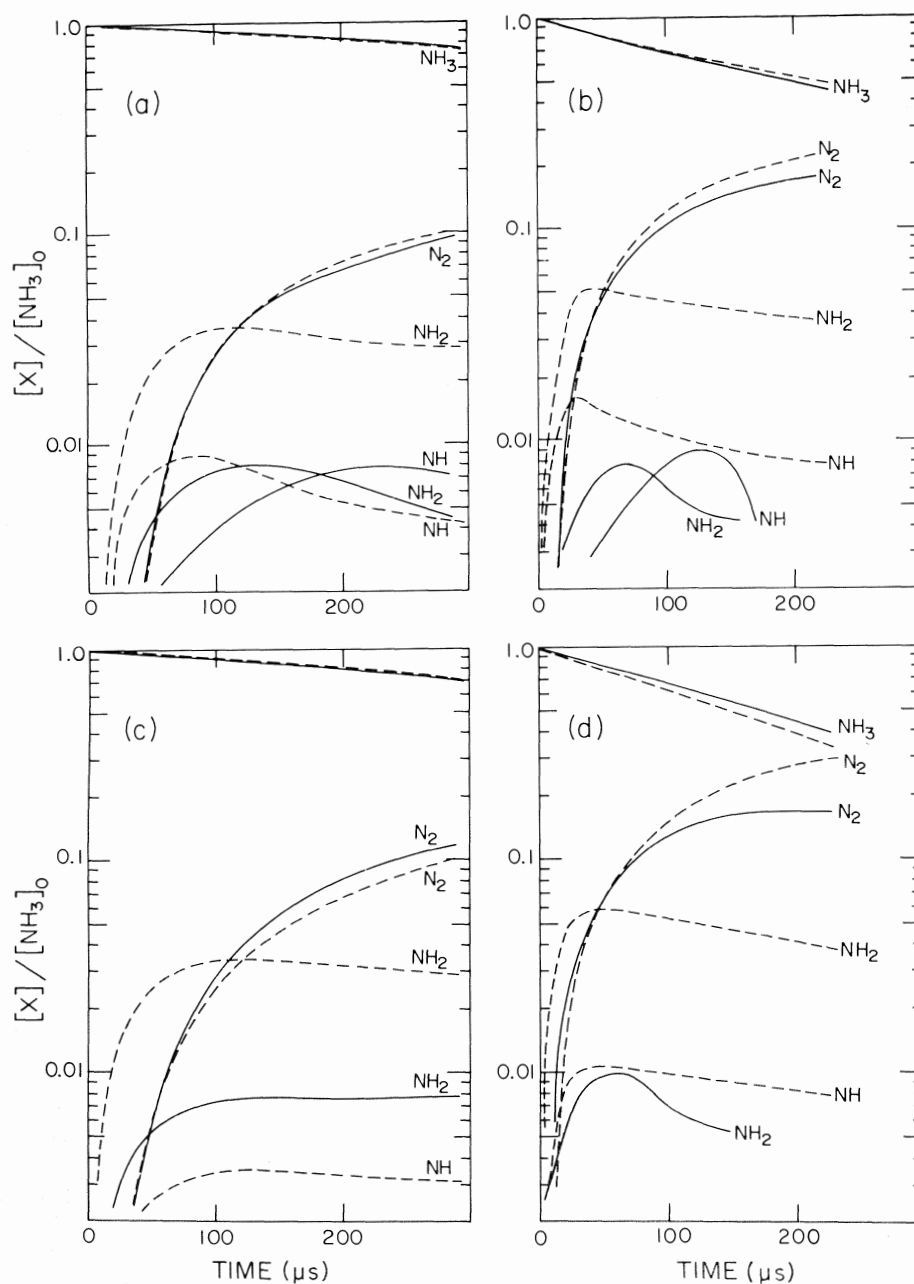 1.0
0.1
0.01
[X] / [NH3]0
(a)
NH3
N2
NH2
NH
NH2
NH
0
100
200
1.0
0.1
0.01
(b)
NH3
N2
N2
NH2
NH
NH2
NH
0
100
200
1.0
0.1
0.01
[X] / [NH3]0
(c)
N2
N2
NH2
NH2
NH
0
100
200
TIME (μs)
1.0
0.1
0.01
(d)
NH3
N2
N2
NH2
NH
NH2
0
100
200
TIME (μs)